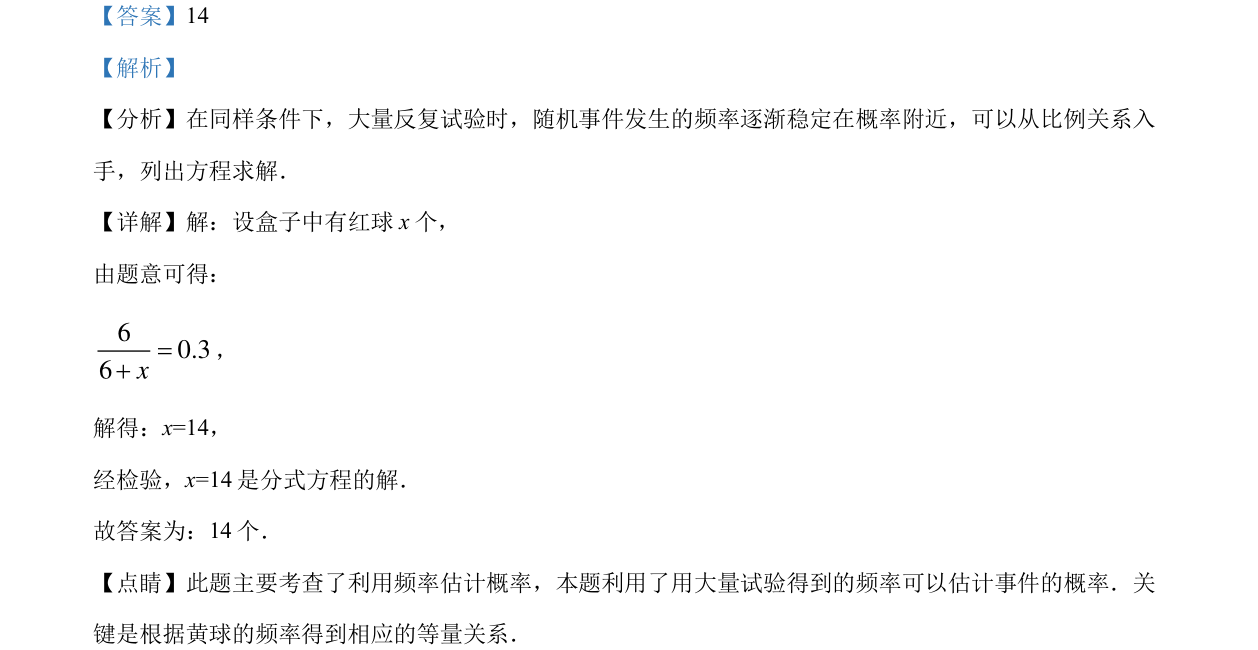 【答案】14
【解析】
【分析】在同样条件下，大量反复试验时，随机事件发生的频率逐渐稳定在概率附近，可以从比例关系入
手，列出方程求解．
【详解】解：设盒子中有红球 x 个，
由题意可得：
6/(6+x)=0.3，
解得：x=14，
经检验，x=14 是分式方程的解．
故答案为：14 个．
【点睛】此题主要考查了利用频率估计概率，本题利用了用大量试验得到的频率可以估计事件的概率．关
键是根据黄球的频率得到相应的等量关系．